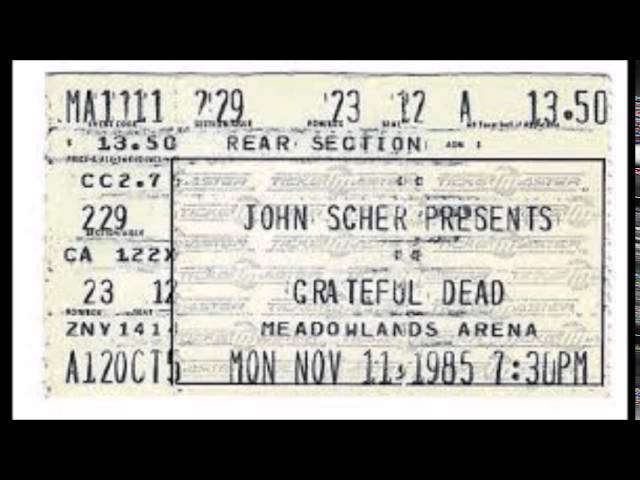 MA1111 229 23 12 A 13.50
13.50 REAR SECTION ADM
CC2.7
229 JOHN SCHER PRESENTS
CA 122X
23 12 GRATEFUL DEAD
ZNY141 MEADOWLANDS ARENA
A12OCT5 MON NOV 11, 1985 7:30PM